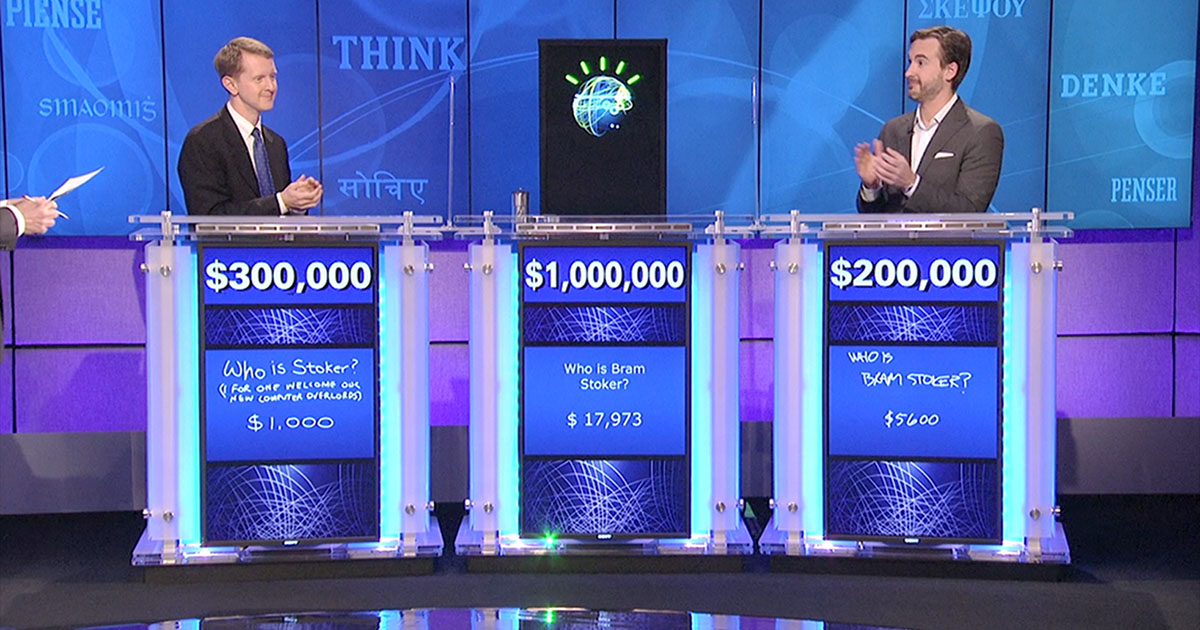 PIENSE
THINK
smaoiniġ
सोचिए
ΣΚΕΨΟΥ
DENKE
PENSER
$300,000
Who is Stoker?
(I FOR ONE WELCOME OUR
NEW COMPUTER OVERLORDS)
$1,000
$1,000,000
Who is Bram
Stoker?
$ 17,973
$200,000
WHO IS
BRAM STOKER?
$5600